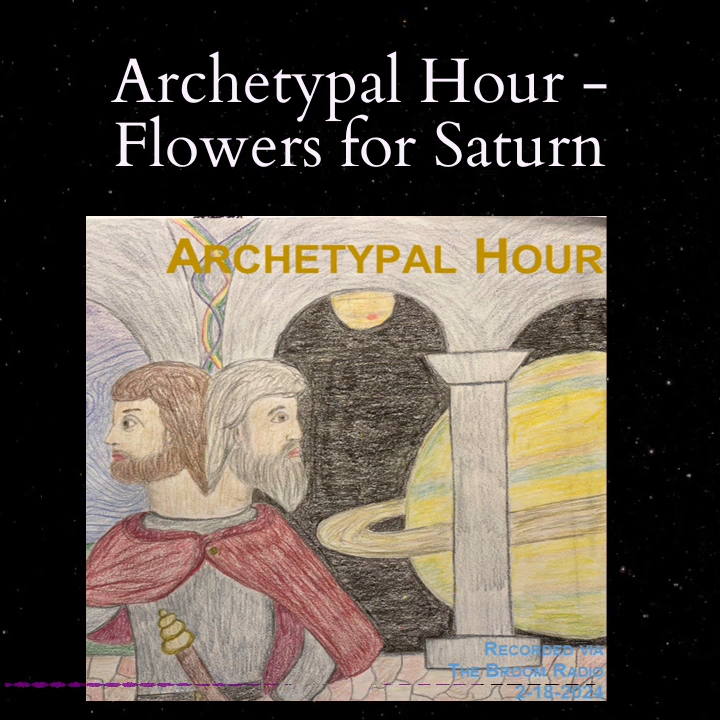 Archetypal Hour -
Flowers for Saturn
ARCHETYPAL HOUR
RECORDED VIA
THE BROOM RADIO
2-18-2024